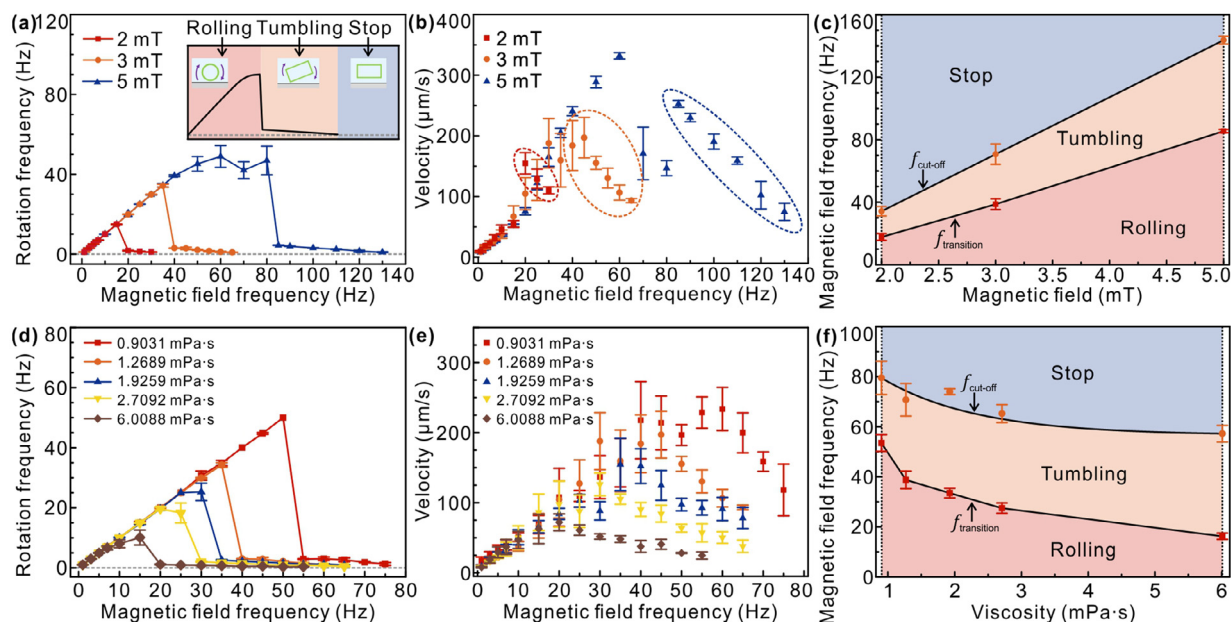 (a)
Rotation frequency (Hz)
80
60
40
20
0
2 mT
3 mT
5 mT
Rolling Tumbling Stop
0 20 40 60 80 100 120 140
Magnetic field frequency (Hz)
(b)
Velocity (μm/s)
400
300
200
100
0
2 mT
3 mT
5 mT
0 20 40 60 80 100 120 140
Magnetic field frequency (Hz)
(c)
Magnetic field frequency (Hz)
160
120
80
40
0
Stop
Tumbling
Rolling
fcut-off
ftransition
2.0 2.5 3.0 3.5 4.0 4.5 5.0
Magnetic field (mT)
(d)
Rotation frequency (Hz)
80
60
40
20
0
0.9031 mPa·s
1.2689 mPa·s
1.9259 mPa·s
2.7092 mPa·s
6.0088 mPa·s
0 10 20 30 40 50 60 70 80
Magnetic field frequency (Hz)
(e)
Velocity (μm/s)
300
200
100
0
0.9031 mPa·s
1.2689 mPa·s
1.9259 mPa·s
2.7092 mPa·s
6.0088 mPa·s
0 10 20 30 40 50 60 70 80
Magnetic field frequency (Hz)
(f)
Magnetic field frequency (Hz)
100
80
60
40
20
0
Stop
fcut-off
Tumbling
ftransition
Rolling
1 2 3 4 5 6
Viscosity (mPa·s)